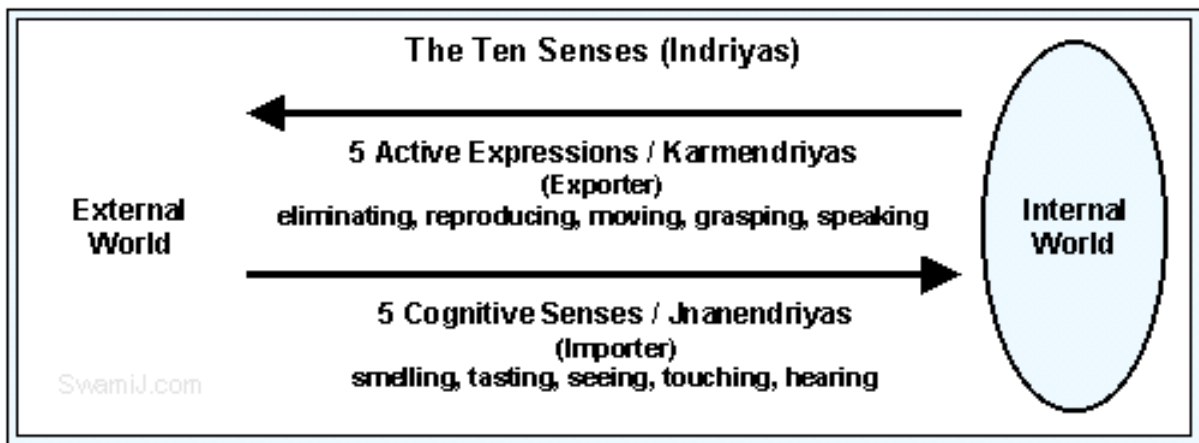 The Ten Senses (Indriyas)
5 Active Expressions / Karmendriyas
(Exporter)
eliminating, reproducing, moving, grasping, speaking
External
World
Internal
World
5 Cognitive Senses / Jnanendriyas
(Importer)
smelling, tasting, seeing, touching, hearing
SwamiJ.com